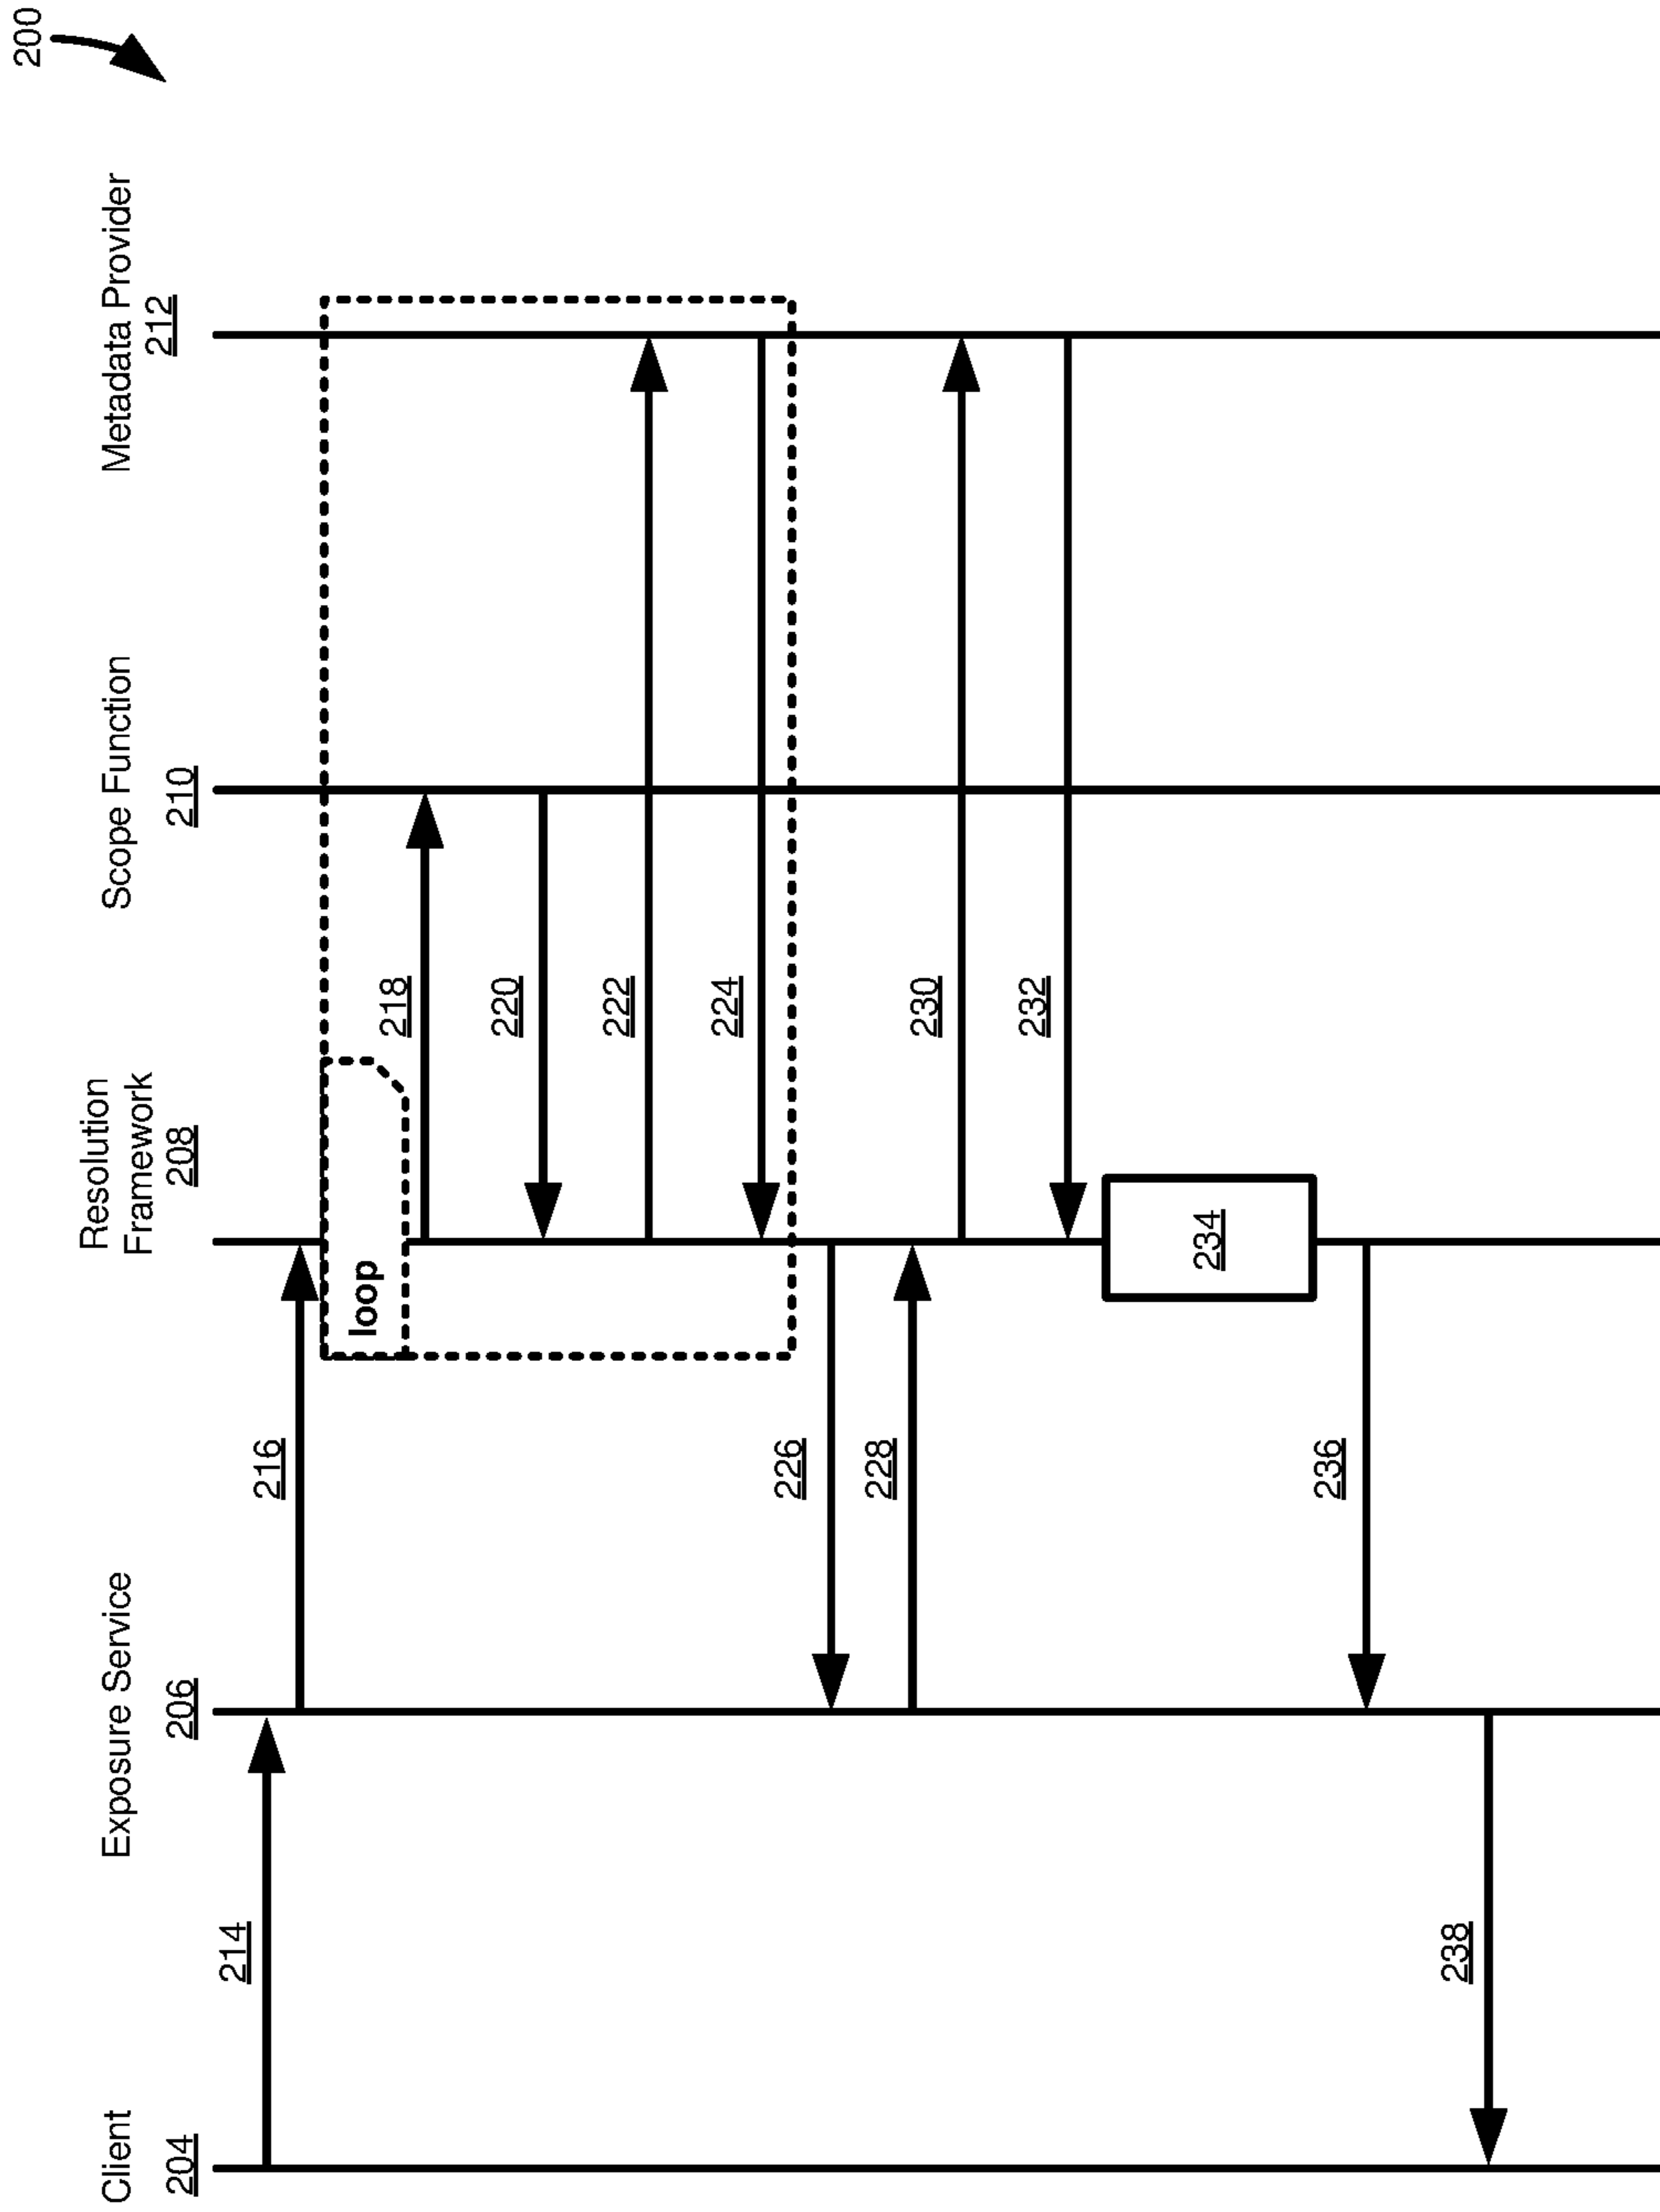 200
Client
204
Exposure Service
206
Resolution
Framework
208
Scope Function
210
Metadata Provider
212
214
216
loop
218
220
222
224
226
228
230
232
234
236
238